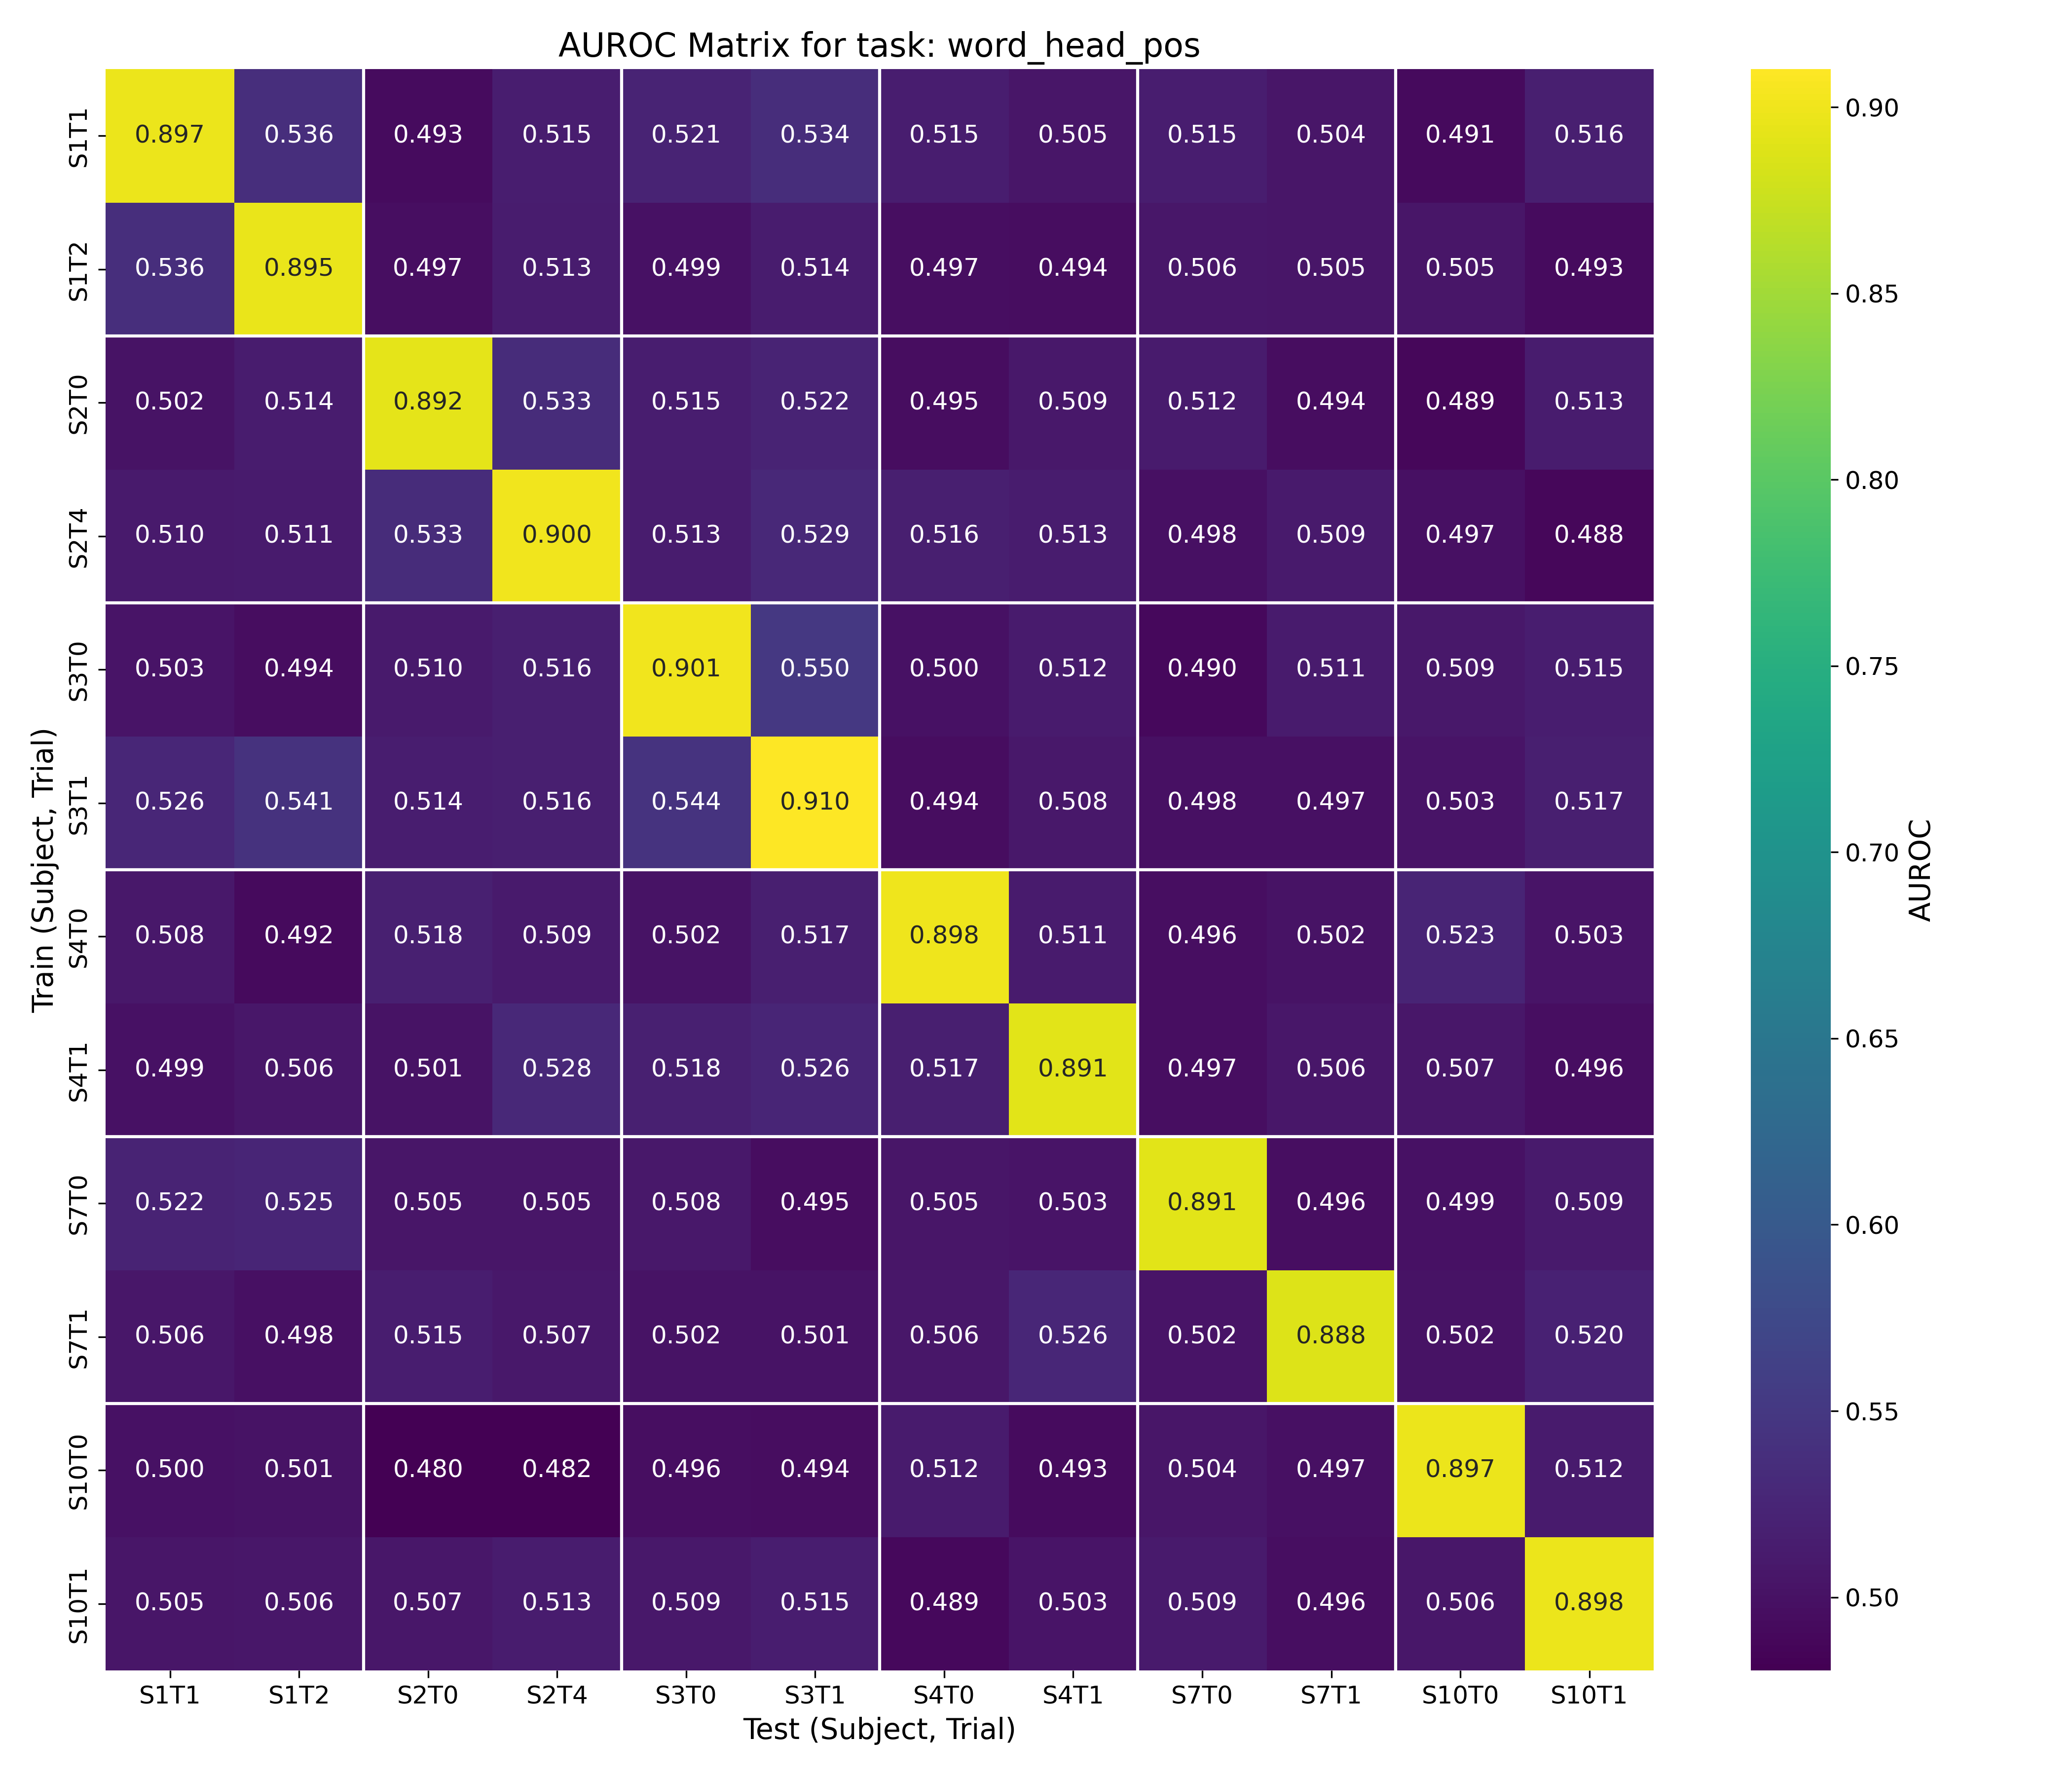 AUROC Matrix for task: word_head_pos
S1T1 0.897 0.536 0.493 0.515 0.521 0.534 0.515 0.505 0.515 0.504 0.491 0.516
S1T2 0.536 0.895 0.497 0.513 0.499 0.514 0.497 0.494 0.506 0.505 0.505 0.493
S2T0 0.502 0.514 0.892 0.533 0.515 0.522 0.495 0.509 0.512 0.494 0.489 0.513
S2T4 0.510 0.511 0.533 0.900 0.513 0.529 0.516 0.513 0.498 0.509 0.497 0.488
S3T0 0.503 0.494 0.510 0.516 0.901 0.550 0.500 0.512 0.490 0.511 0.509 0.515
S3T1 0.526 0.541 0.514 0.516 0.544 0.910 0.494 0.508 0.498 0.497 0.503 0.517
S4T0 0.508 0.492 0.518 0.509 0.502 0.517 0.898 0.511 0.496 0.502 0.523 0.503
S4T1 0.499 0.506 0.501 0.528 0.518 0.526 0.517 0.891 0.497 0.506 0.507 0.496
S7T0 0.522 0.525 0.505 0.505 0.508 0.495 0.505 0.503 0.891 0.496 0.499 0.509
S7T1 0.506 0.498 0.515 0.507 0.502 0.501 0.506 0.526 0.502 0.888 0.502 0.520
S10T0 0.500 0.501 0.480 0.482 0.496 0.494 0.512 0.493 0.504 0.497 0.897 0.512
S10T1 0.505 0.506 0.507 0.513 0.509 0.515 0.489 0.503 0.509 0.496 0.506 0.898
S1T1 S1T2 S2T0 S2T4 S3T0 S3T1 S4T0 S4T1 S7T0 S7T1 S10T0 S10T1
Test (Subject, Trial)
Train (Subject, Trial)
0.90
0.85
0.80
0.75
0.70
0.65
0.60
0.55
0.50
AUROC